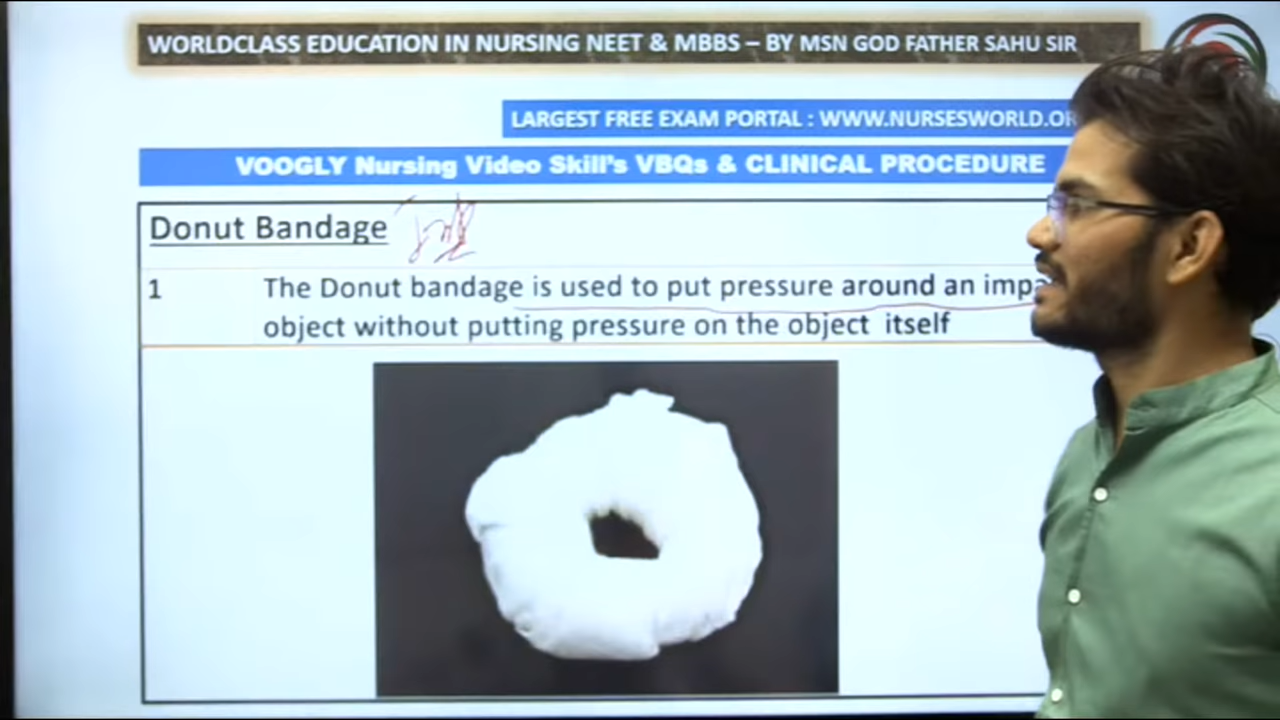 WORLDCLASS EDUCATION IN NURSING NEET & MBBS – BY MSN GOD FATHER SAHU SIR
LARGEST FREE EXAM PORTAL : WWW.NURSESWORLD.OR
VOOGLY Nursing Video Skill's VBQs & CLINICAL PROCEDURE
Donut Bandage
1 The Donut bandage is used to put pressure around an imp
object without putting pressure on the object itself